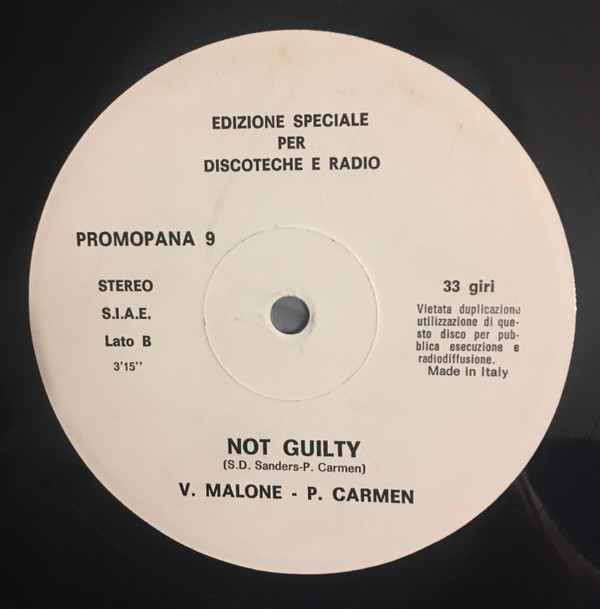 EDIZIONE SPECIALE
PER
DISCOTECHE E RADIO
PROMOPANA 9
STEREO
S.I.A.E.
Lato B
3'15''
33 giri
Vietata duplicazione
utilizzazione di que-
sto disco per pub-
blica esecuzione e
radiodiffusione.
Made in Italy
NOT GUILTY
(S.D. Sanders-P. Carmen)
V. MALONE - P. CARMEN